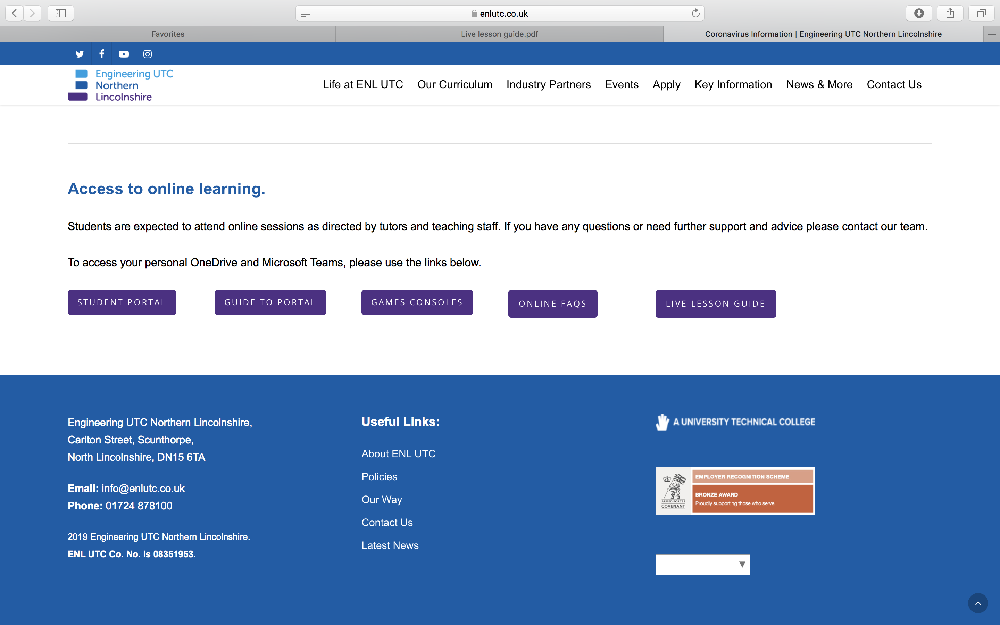 enlutc.co.uk
Favorites
Live lesson guide.pdf
Coronavirus Information | Engineering UTC Northern Lincolnshire
Engineering UTC
Northern
Lincolnshire
Life at ENL UTC
Our Curriculum
Industry Partners
Events
Apply
Key Information
News & More
Contact Us
Access to online learning.
Students are expected to attend online sessions as directed by tutors and teaching staff. If you have any questions or need further support and advice please contact our team.
To access your personal OneDrive and Microsoft Teams, please use the links below.
STUDENT PORTAL
GUIDE TO PORTAL
GAMES CONSOLES
ONLINE FAQS
LIVE LESSON GUIDE
Engineering UTC Northern Lincolnshire,
Carlton Street, Scunthorpe,
North Lincolnshire, DN15 6TA
Email: info@enlutc.co.uk
Phone: 01724 878100
2019 Engineering UTC Northern Lincolnshire.
ENL UTC Co. No. is 08351953.
Useful Links:
About ENL UTC
Policies
Our Way
Contact Us
Latest News
A UNIVERSITY TECHNICAL COLLEGE
ARMED FORCES
COVENANT
EMPLOYER RECOGNITION SCHEME
BRONZE AWARD
Proudly supporting those who serve.